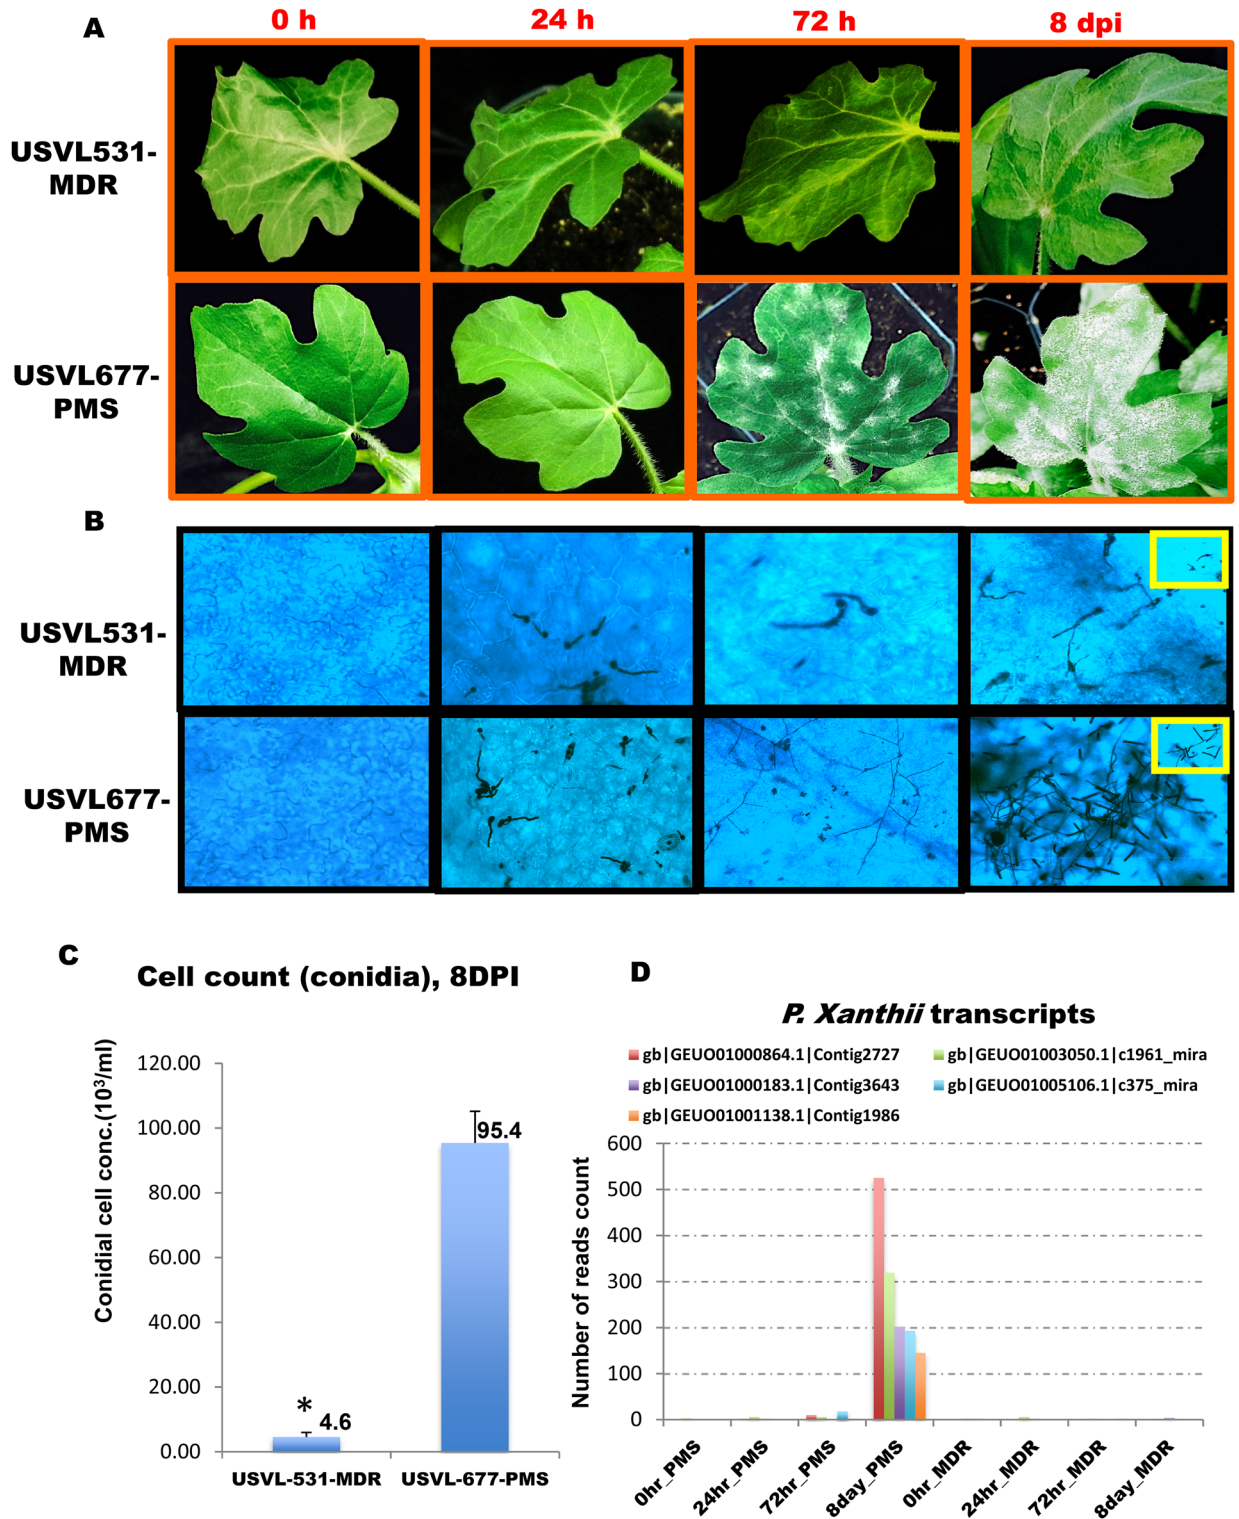 A
0 h
24 h
72 h
8 dpi
USVL531-
MDR
USVL677-
PMS
B
USVL531-
MDR
USVL677-
PMS
C
Cell count (conidia), 8DPI
Conidial cell conc.(10³/ml)
120.00
100.00
80.00
60.00
40.00
20.00
0.00
*
4.6
95.4
USVL-531-MDR
USVL-677-PMS
D
P. Xanthii transcripts
gb|GEUO01000864.1|Contig2727
gb|GEUO01003050.1|c1961_mira
gb|GEUO01000183.1|Contig3643
gb|GEUO01005106.1|c375_mira
gb|GEUO01001138.1|Contig1986
Number of reads count
600
500
400
300
200
100
0
0hr_PMS
24hr_PMS
72hr_PMS
8day_PMS
0hr_MDR
24hr_MDR
72hr_MDR
8day_MDR